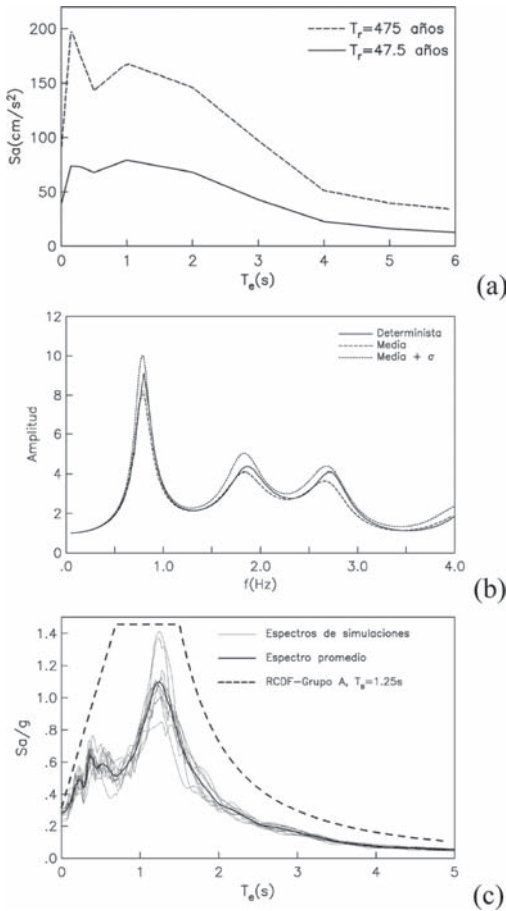 200
150
100
50
0
Sa(cm/s²)
Tᵣ=475 años
Tᵣ=47.5 años
0 1 2 3 4 5 6
Tₑ(s)
(a)
12
10
8
6
4
2
0
Amplitud
Determinista
Media
Media + σ
.0 1.0 2.0 3.0 4.0
f(Hz)
(b)
1.4
1.2
1.0
.8
.6
.4
.2
.0
Sa/g
Espectros de simulaciones
Espectro promedio
RCDF-Grupo A, Tₛ=1.25s
0 1 2 3 4 5
Tₑ(s)
(c)